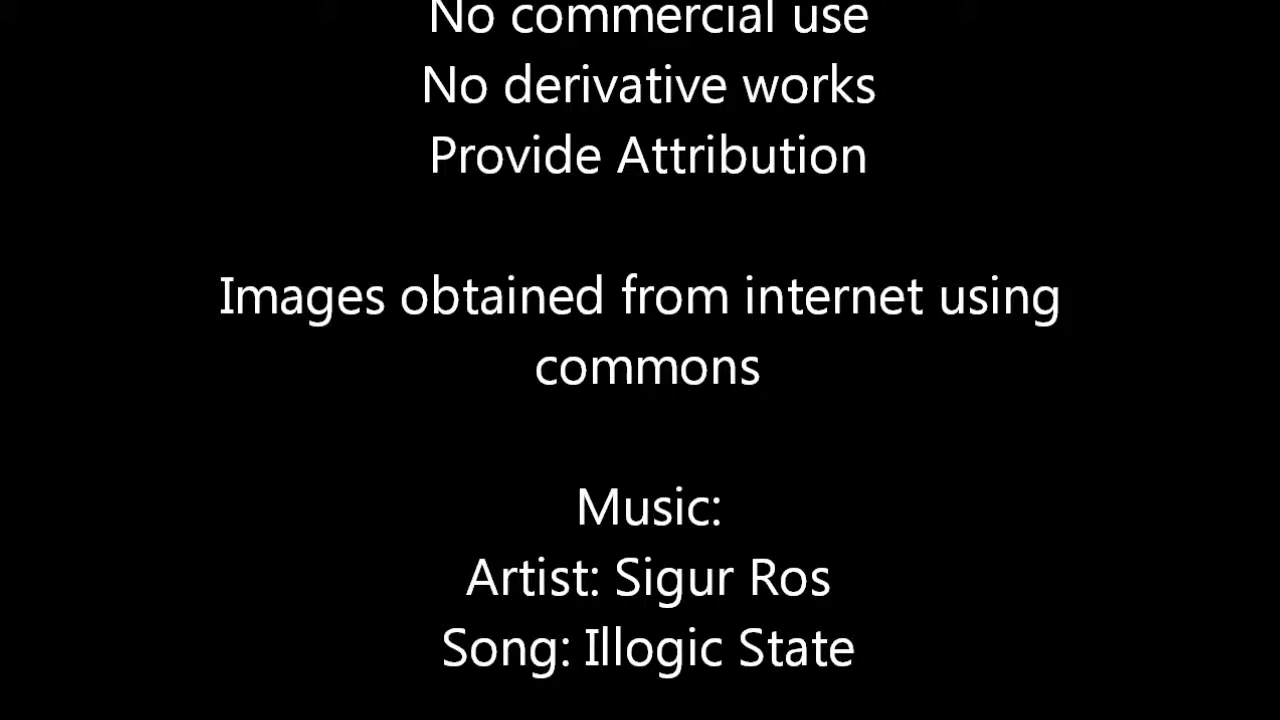 No commercial use
No derivative works
Provide Attribution
Images obtained from internet using
commons
Music:
Artist: Sigur Ros
Song: Illogic State